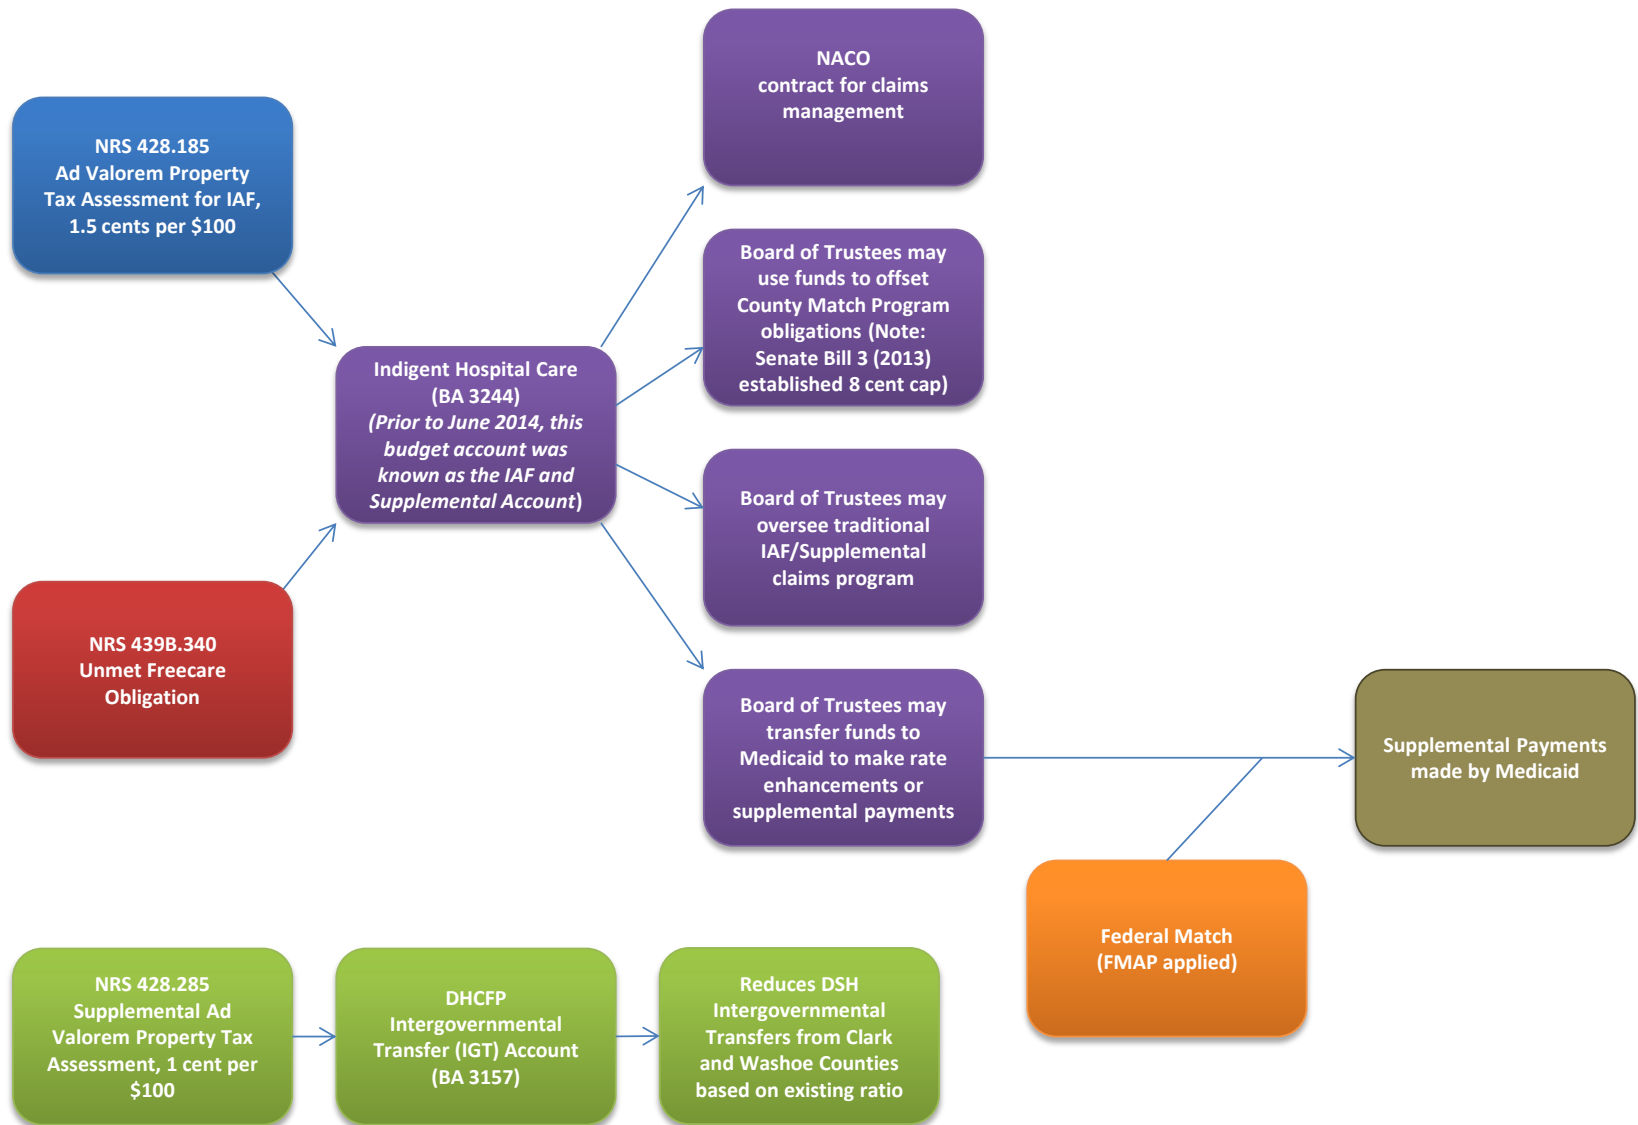 NACO
contract for claims
management
NRS 428.185
Ad Valorem Property
Tax Assessment for IAF,
1.5 cents per $100
Board of Trustees may
use funds to offset
County Match Program
obligations (Note:
Senate Bill 3 (2013)
established 8 cent cap)
Indigent Hospital Care
(BA 3244)
(Prior to June 2014, this
budget account was
known as the IAF and
Supplemental Account)
Board of Trustees may
oversee traditional
IAF/Supplemental
claims program
NRS 439B.340
Unmet Freecare
Obligation
Board of Trustees may
transfer funds to
Medicaid to make rate
enhancements or
supplemental payments
Supplemental Payments
made by Medicaid
Federal Match
(FMAP applied)
NRS 428.285
Supplemental Ad
Valorem Property Tax
Assessment, 1 cent per
$100
DHCFP
Intergovernmental
Transfer (IGT) Account
(BA 3157)
Reduces DSH
Intergovernmental
Transfers from Clark
and Washoe Counties
based on existing ratio